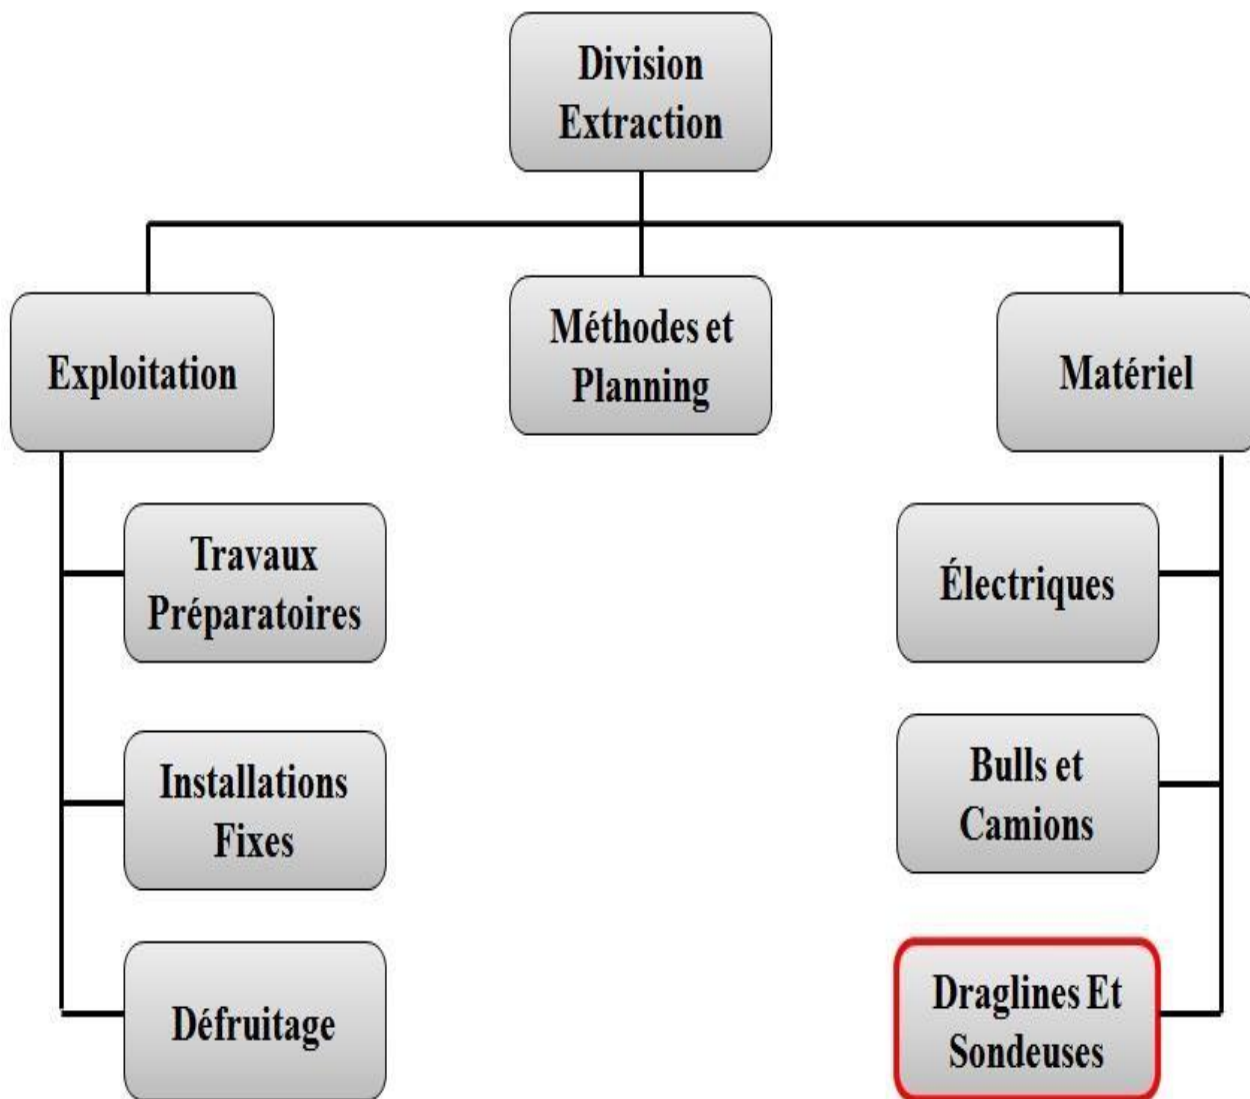 Division
Extraction
Exploitation
Méthodes et
Planning
Matériel
Travaux
Préparatoires
Électriques
Installations
Fixes
Bulls et
Camions
Défruitage
Draglines Et
Sondeuses